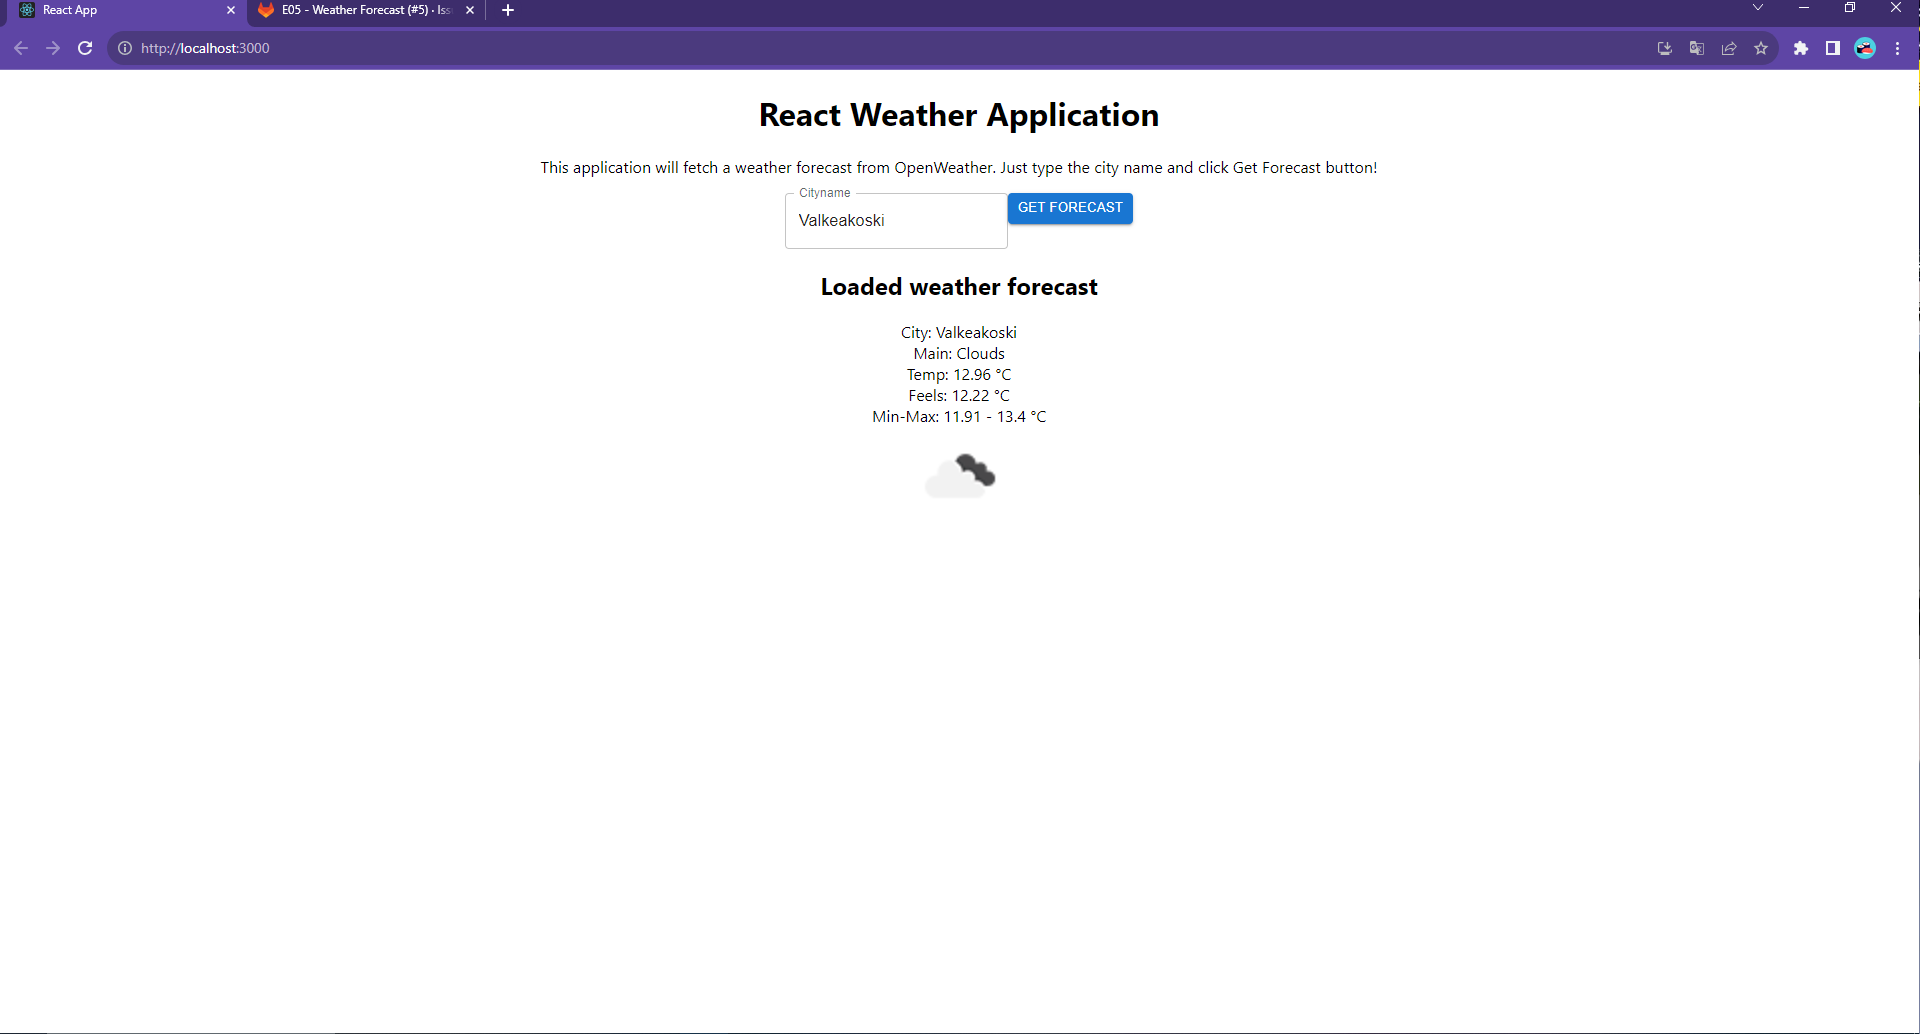 React App
E05 - Weather Forecast (#5) · Iss
http://localhost:3000
React Weather Application
This application will fetch a weather forecast from OpenWeather. Just type the city name and click Get Forecast button!
Cityname
Valkeakoski
GET FORECAST
Loaded weather forecast
City: Valkeakoski
Main: Clouds
Temp: 12.96 °C
Feels: 12.22 °C
Min-Max: 11.91 - 13.4 °C